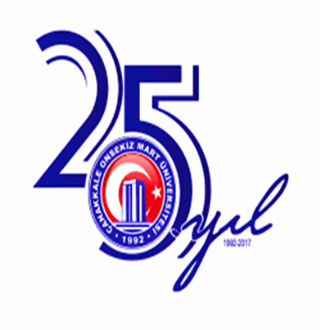 25.yıl
ÇANAKKALE ONSEKİZ MART ÜNİVERSİTESİ
• 1992 •
1992-2017